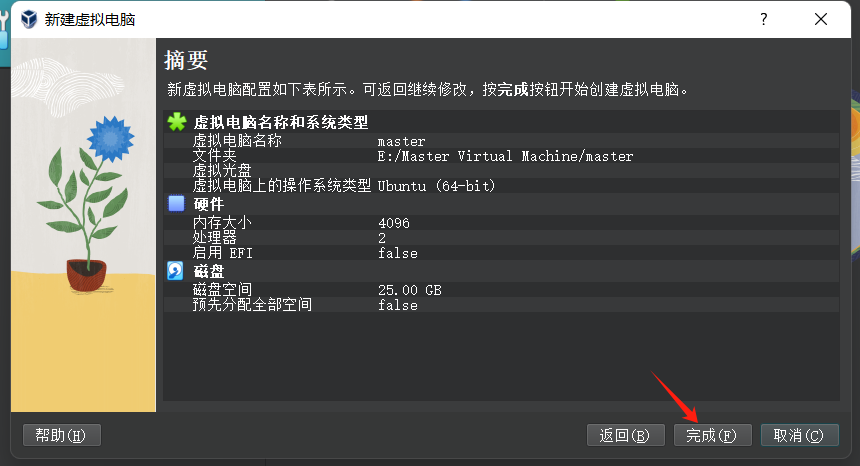 新建虚拟电脑
?
摘要
新虚拟电脑配置如下表所示。可返回继续修改，按完成按钮开始创建虚拟电脑。
虚拟电脑名称和系统类型
虚拟电脑名称 master
文件夹 E:/Master Virtual Machine/master
虚拟光盘
虚拟电脑上的操作系统类型 Ubuntu (64-bit)
硬件
内存大小 4096
处理器 2
启用 EFI false
磁盘
磁盘空间 25.00 GB
预先分配全部空间 false
帮助(H) 返回(B) 完成(F) 取消(C)